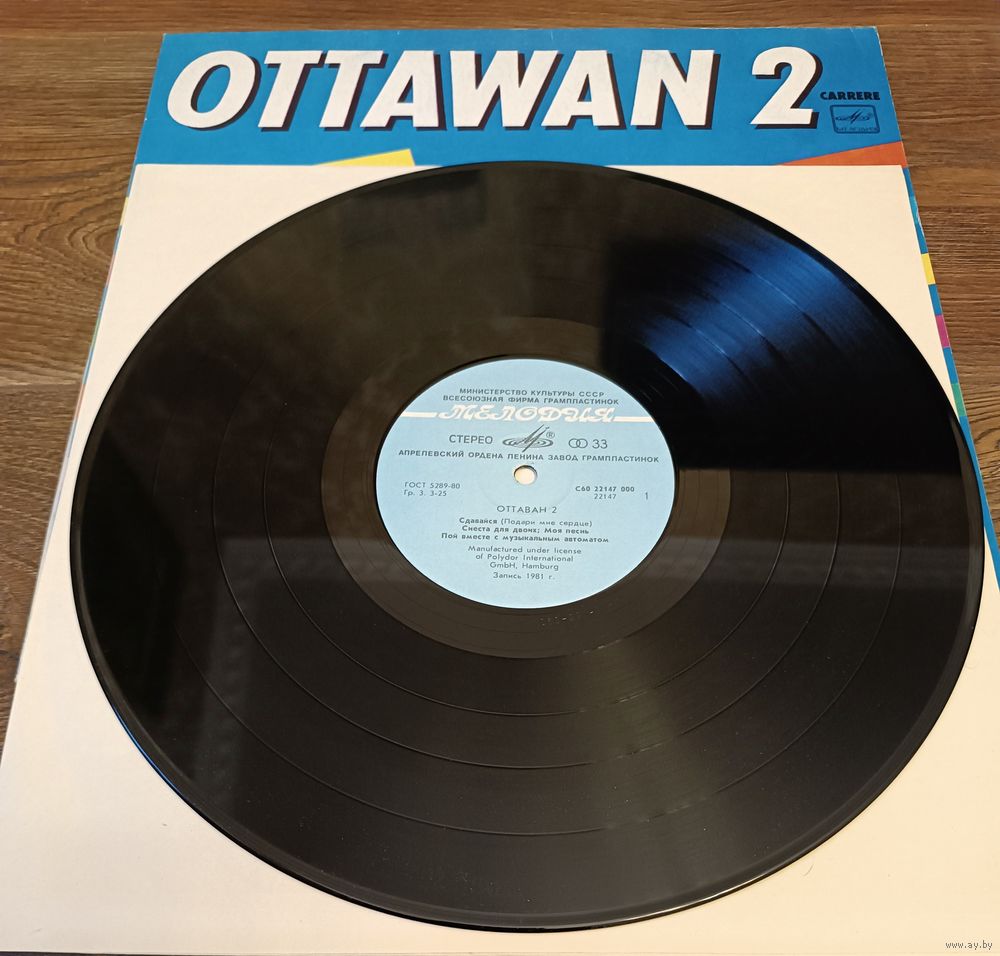 OTTAWAN 2
CARRERE
МЕЛОДИЯ
МИНИСТЕРСТВО КУЛЬТУРЫ СССР
ВСЕСОЮЗНАЯ ФИРМА ГРАМПЛАСТИНОК
МЕЛОДИЯ
СТЕРЕО ® 33
АПРЕЛЕВСКИЙ ОРДЕНА ЛЕНИНА ЗАВОД ГРАМПЛАСТИНОК
ГОСТ 5289-80 С60 22147 000
Гр. 3. 3-25 22147 1
ОТТАВАН 2
Сдавайся (Подари мне сердце)
Сиеста для двоих; Моя песнь
Пой вместе с музыкальным автоматом
Manufactured under license
of Polydor International
GmbH, Hamburg
Запись 1981 г.
www.ay.by